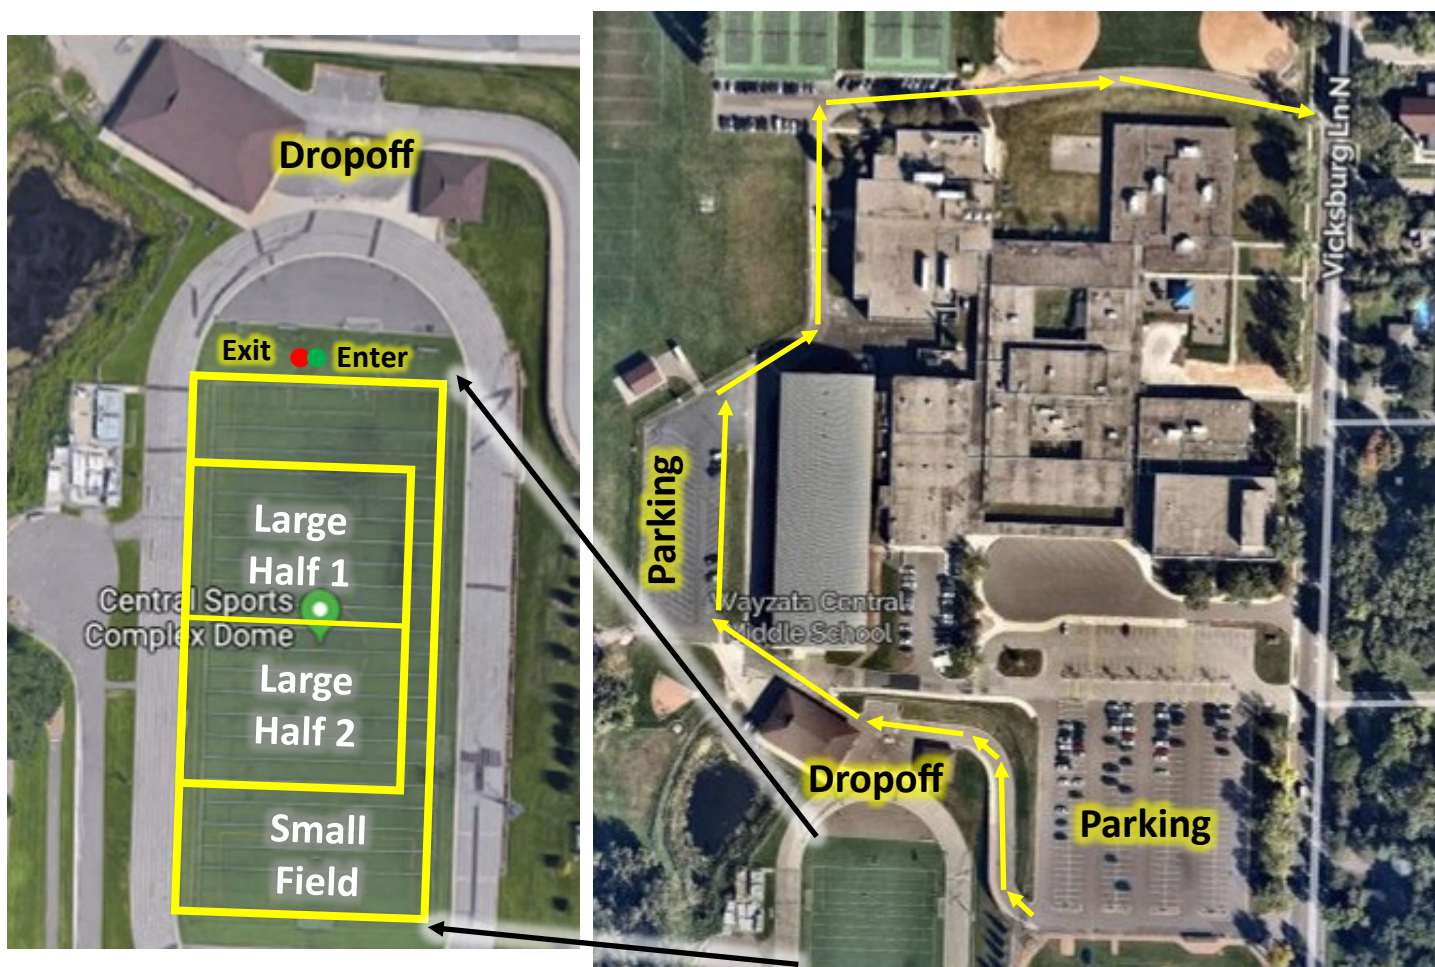 Dropoff
Exit
Enter
Large
Half 1
Central Sports
Complex Dome
Large
Half 2
Small
Field
Vicksburg Ln N
Parking
Wayzata Central
Middle School
Dropoff
Parking